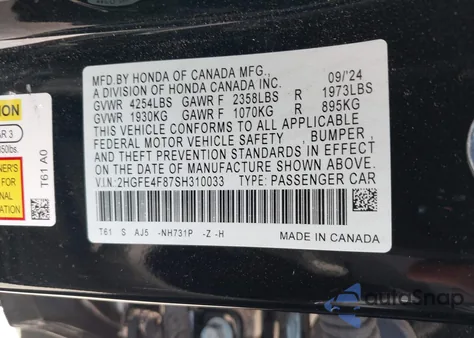 MFD.BY HONDA OF CANADA MFG.,
A DIVISION OF HONDA CANADA INC. 09/'24
GVWR 4254LBS GAWR F 2358LBS R 1973LBS
GVWR 1930KG GAWR F 1070KG R 895KG
THIS VEHICLE CONFORMS TO ALL APPLICABLE
FEDERAL MOTOR VEHICLE SAFETY, BUMPER,
AND THEFT PREVENTION STANDARDS IN EFFECT
ON THE DATE OF MANUFACTURE SHOWN ABOVE.
V.I.N.: 2HGFE4F87SH310033 TYPE: PASSENGER CAR
T61 S AJ5 -NH731P -Z -H
MADE IN CANADA
T61 A0
AR 3
autoSnap